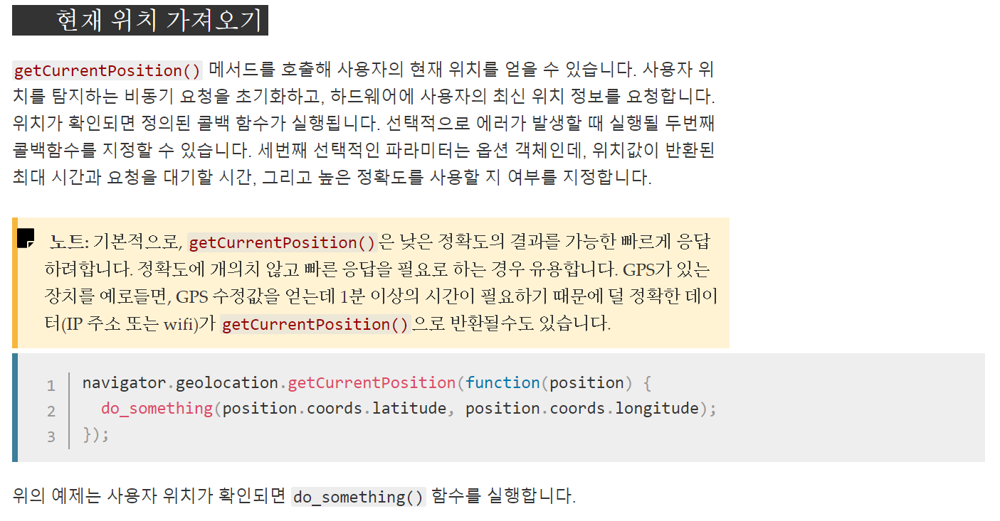 현재 위치 가져오기
getCurrentPosition() 메서드를 호출해 사용자의 현재 위치를 얻을 수 있습니다. 사용자 위
치를 탐지하는 비동기 요청을 초기화하고, 하드웨어에 사용자의 최신 위치 정보를 요청합니다.
위치가 확인되면 정의된 콜백 함수가 실행됩니다. 선택적으로 에러가 발생할 때 실행될 두번째
콜백함수를 지정할 수 있습니다. 세번째 선택적인 파라미터는 옵션 객체인데, 위치값이 반환된
최대 시간과 요청을 대기할 시간, 그리고 높은 정확도를 사용할 지 여부를 지정합니다.
노트: 기본적으로, getCurrentPosition()은 낮은 정확도의 결과를 가능한 빠르게 응답
하려합니다. 정확도에 개의치 않고 빠른 응답을 필요로 하는 경우 유용합니다. GPS가 있는
장치를 예로들면, GPS 수정값을 얻는데 1분 이상의 시간이 필요하기 때문에 덜 정확한 데이
터(IP 주소 또는 wifi)가 getCurrentPosition()으로 반환될수도 있습니다.
1 navigator.geolocation.getCurrentPosition(function(position) {
2   do_something(position.coords.latitude, position.coords.longitude);
3 });
위의 예제는 사용자 위치가 확인되면 do_something() 함수를 실행합니다.